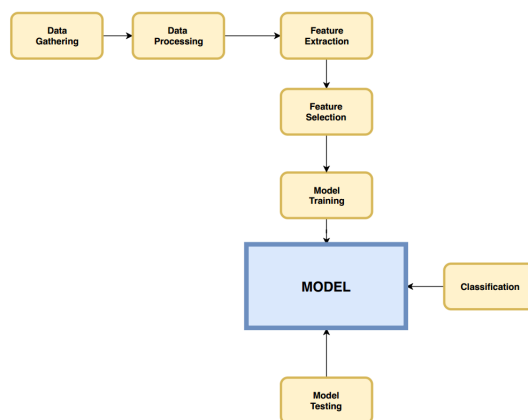 Data
Gathering
Data
Processing
Feature
Extraction
Feature
Selection
Model
Training
MODEL
Classification
Model
Testing